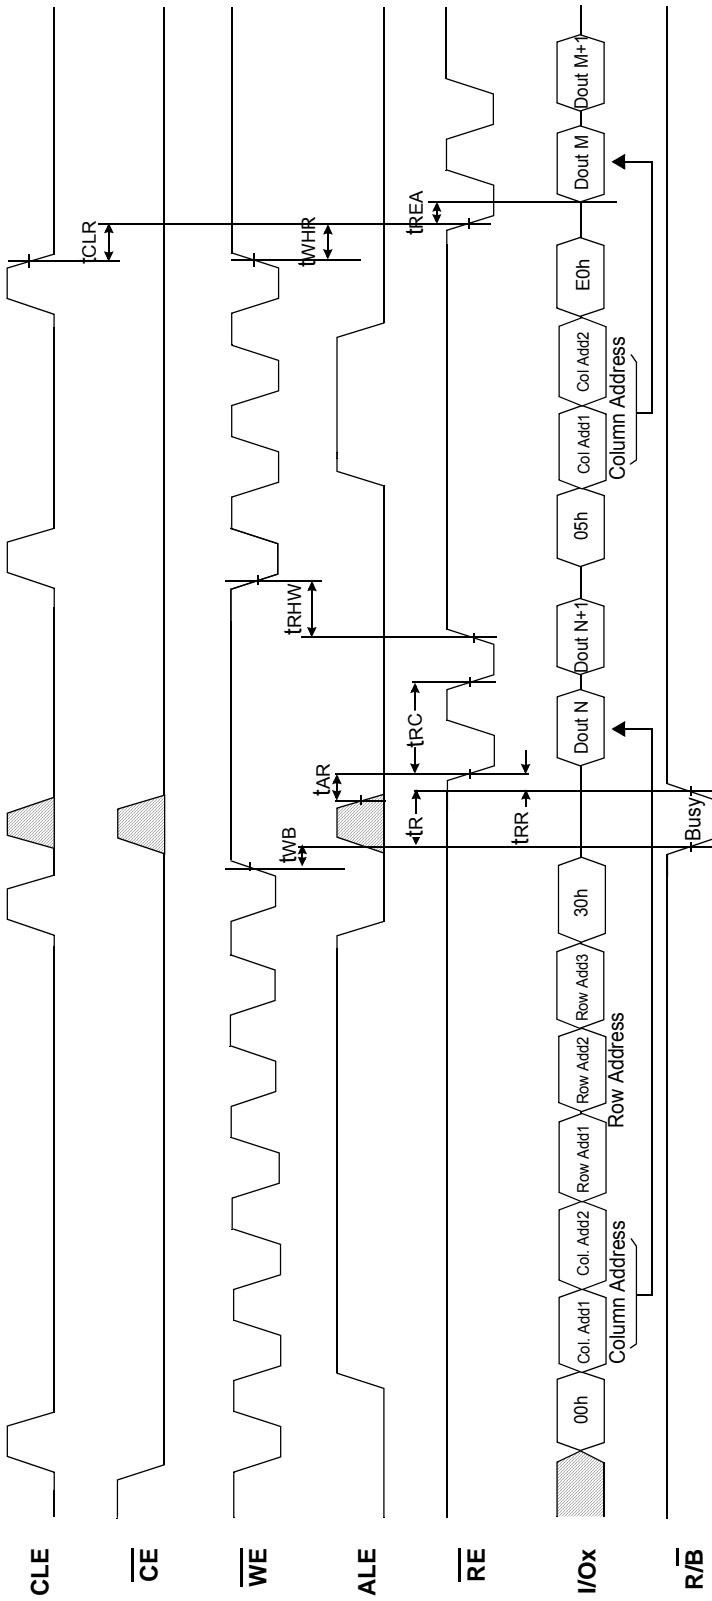 CLE
tCLR
CE
WE
tWB
tWHR
ALE
tAR
tRHW
RE
tR
tRC
tREA
tRR
I/Ox
00h
Col. Add1
Col. Add2
Row Add1
Row Add2
Row Add3
30h
Dout N
Dout N+1
05h
Col Add1
Col Add2
E0h
Dout M
Dout M+1
Column Address
Row Address
Column Address
R/B
Busy